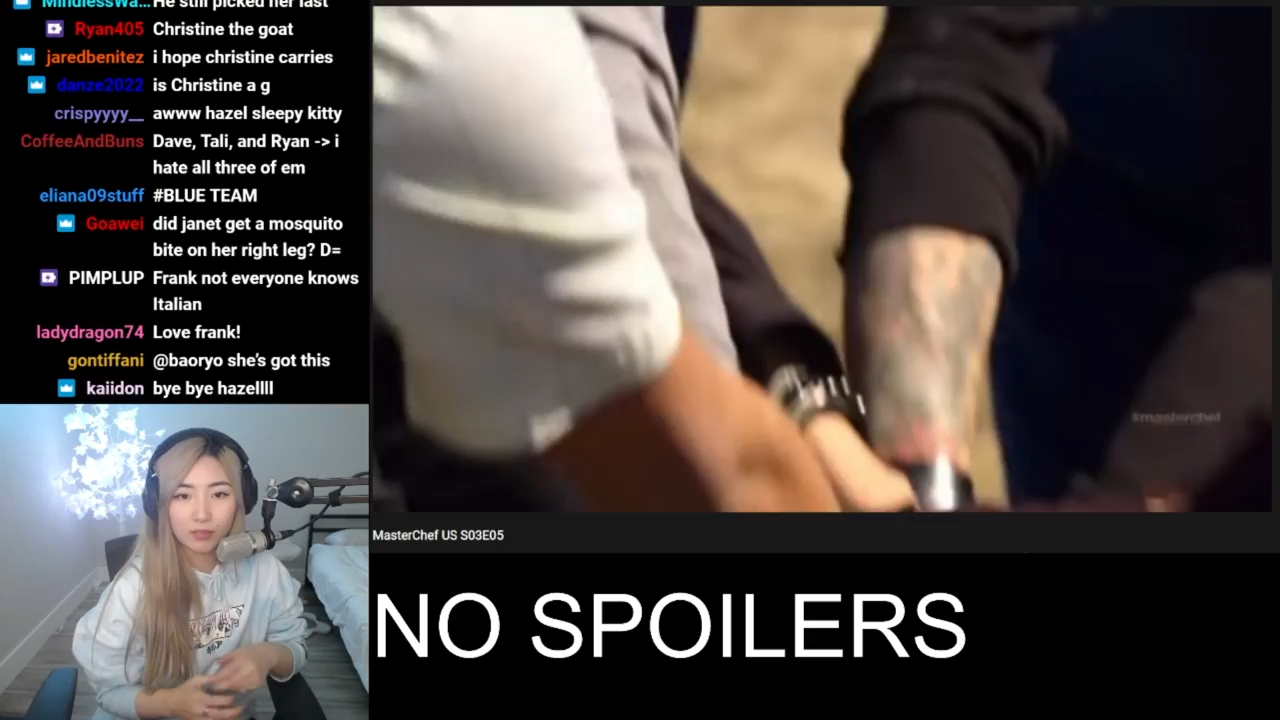 MindlessWa... He still picked her last
Ryan405 Christine the goat
jaredbenitez i hope christine carries
danze2022 is Christine a g
crispyyyy__ awww hazel sleepy kitty
CoffeeAndBuns Dave, Tali, and Ryan -> i
hate all three of em
eliana09stuff #BLUE TEAM
Goawei did janet get a mosquito
bite on her right leg? D=
PIMPLUP Frank not everyone knows
Italian
ladydragon74 Love frank!
gontiffani @baoryo she's got this
kaiidon bye bye hazellll
#masterchef
MasterChef US S03E05
NO SPOILERS